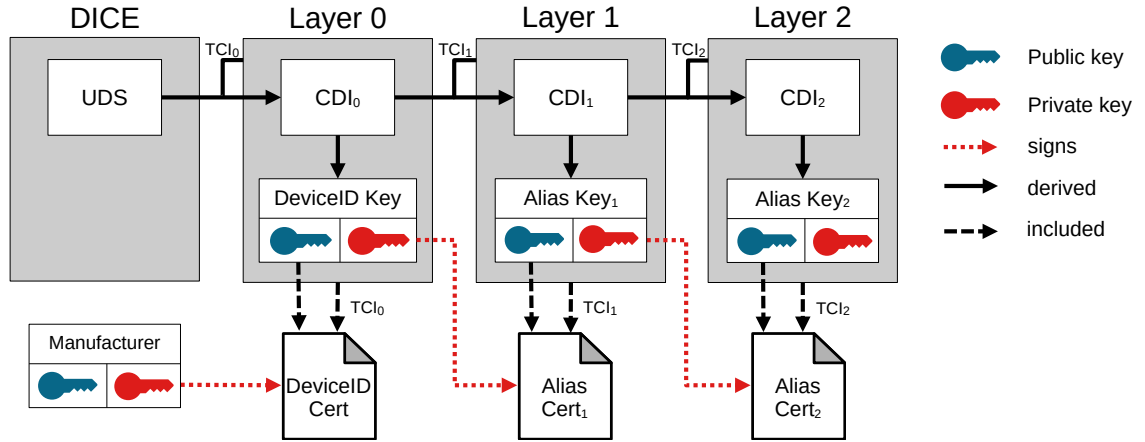 DICE
Layer 0
Layer 1
Layer 2
TCI₀
TCI₁
TCI₂
UDS
CDI₀
CDI₁
CDI₂
Public key
Private key
signs
derived
included
DeviceID Key
Alias Key₁
Alias Key₂
TCI₀
TCI₁
TCI₂
Manufacturer
DeviceID
Cert
Alias
Cert₁
Alias
Cert₂